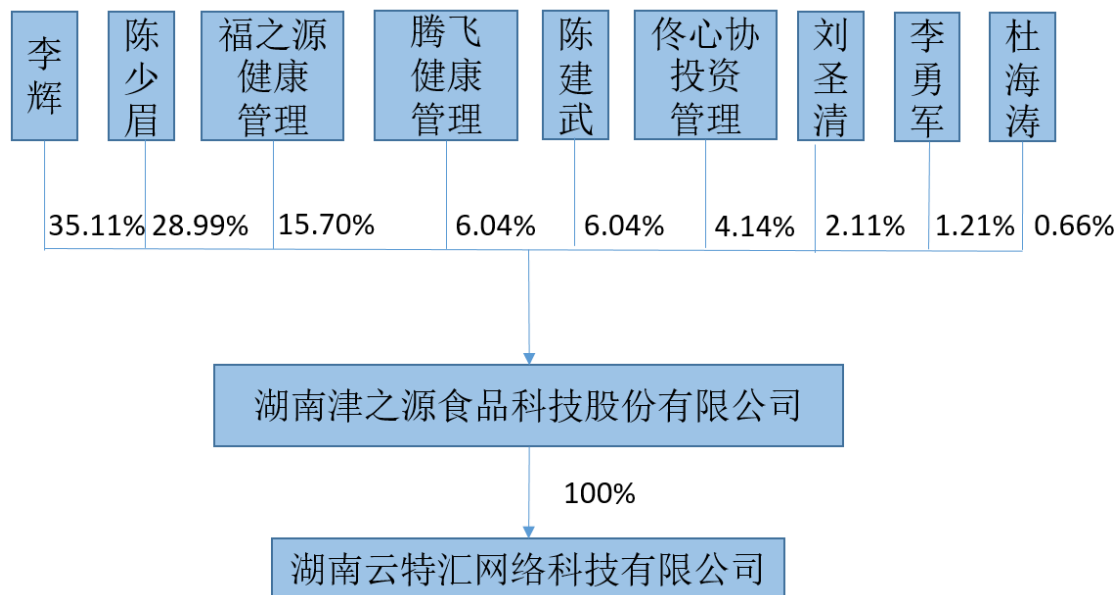 李辉
陈少眉
福之源
健康
管理
腾飞
健康
管理
陈建武
佟心协
投资
管理
刘圣清
李勇军
杜海涛
35.11%
28.99%
15.70%
6.04%
6.04%
4.14%
2.11%
1.21%
0.66%
湖南津之源食品科技股份有限公司
100%
湖南云特汇网络科技有限公司